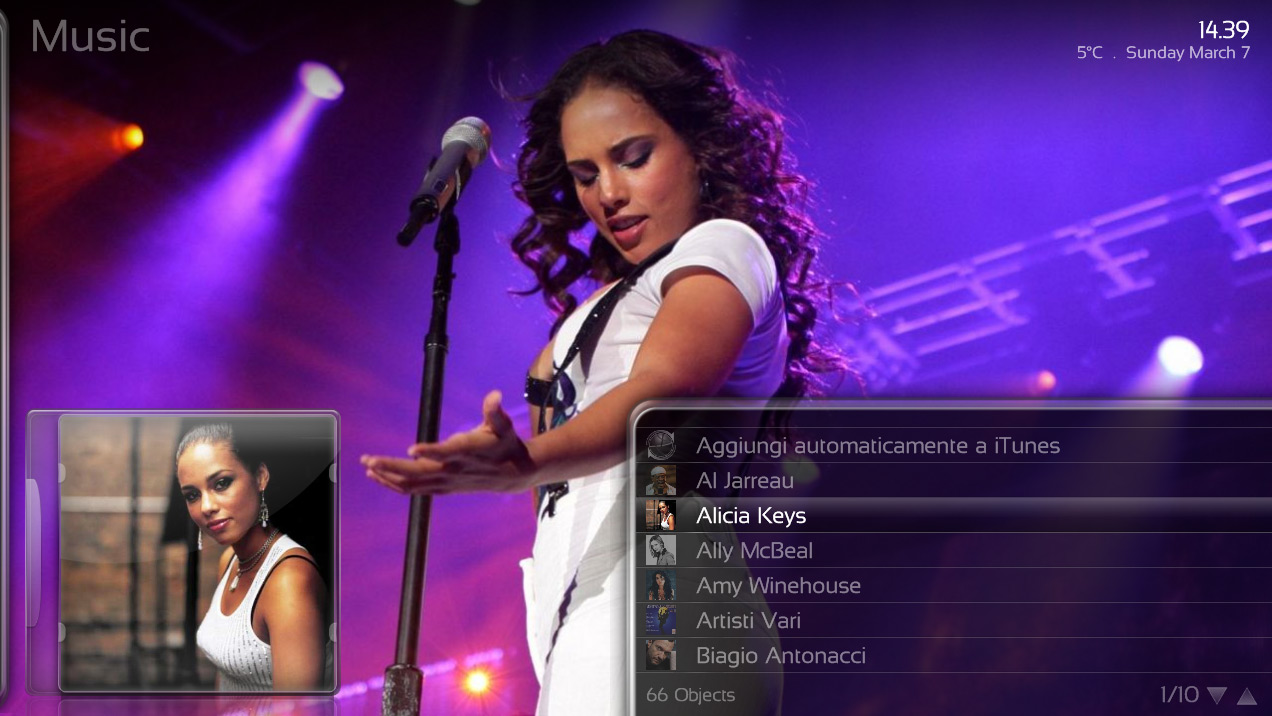 Music
14.39
5°C . Sunday March 7
Aggiungi automaticamente a iTunes
Al Jarreau
Alicia Keys
Ally McBeal
Amy Winehouse
Artisti Vari
Biagio Antonacci
66 Objects
1/10